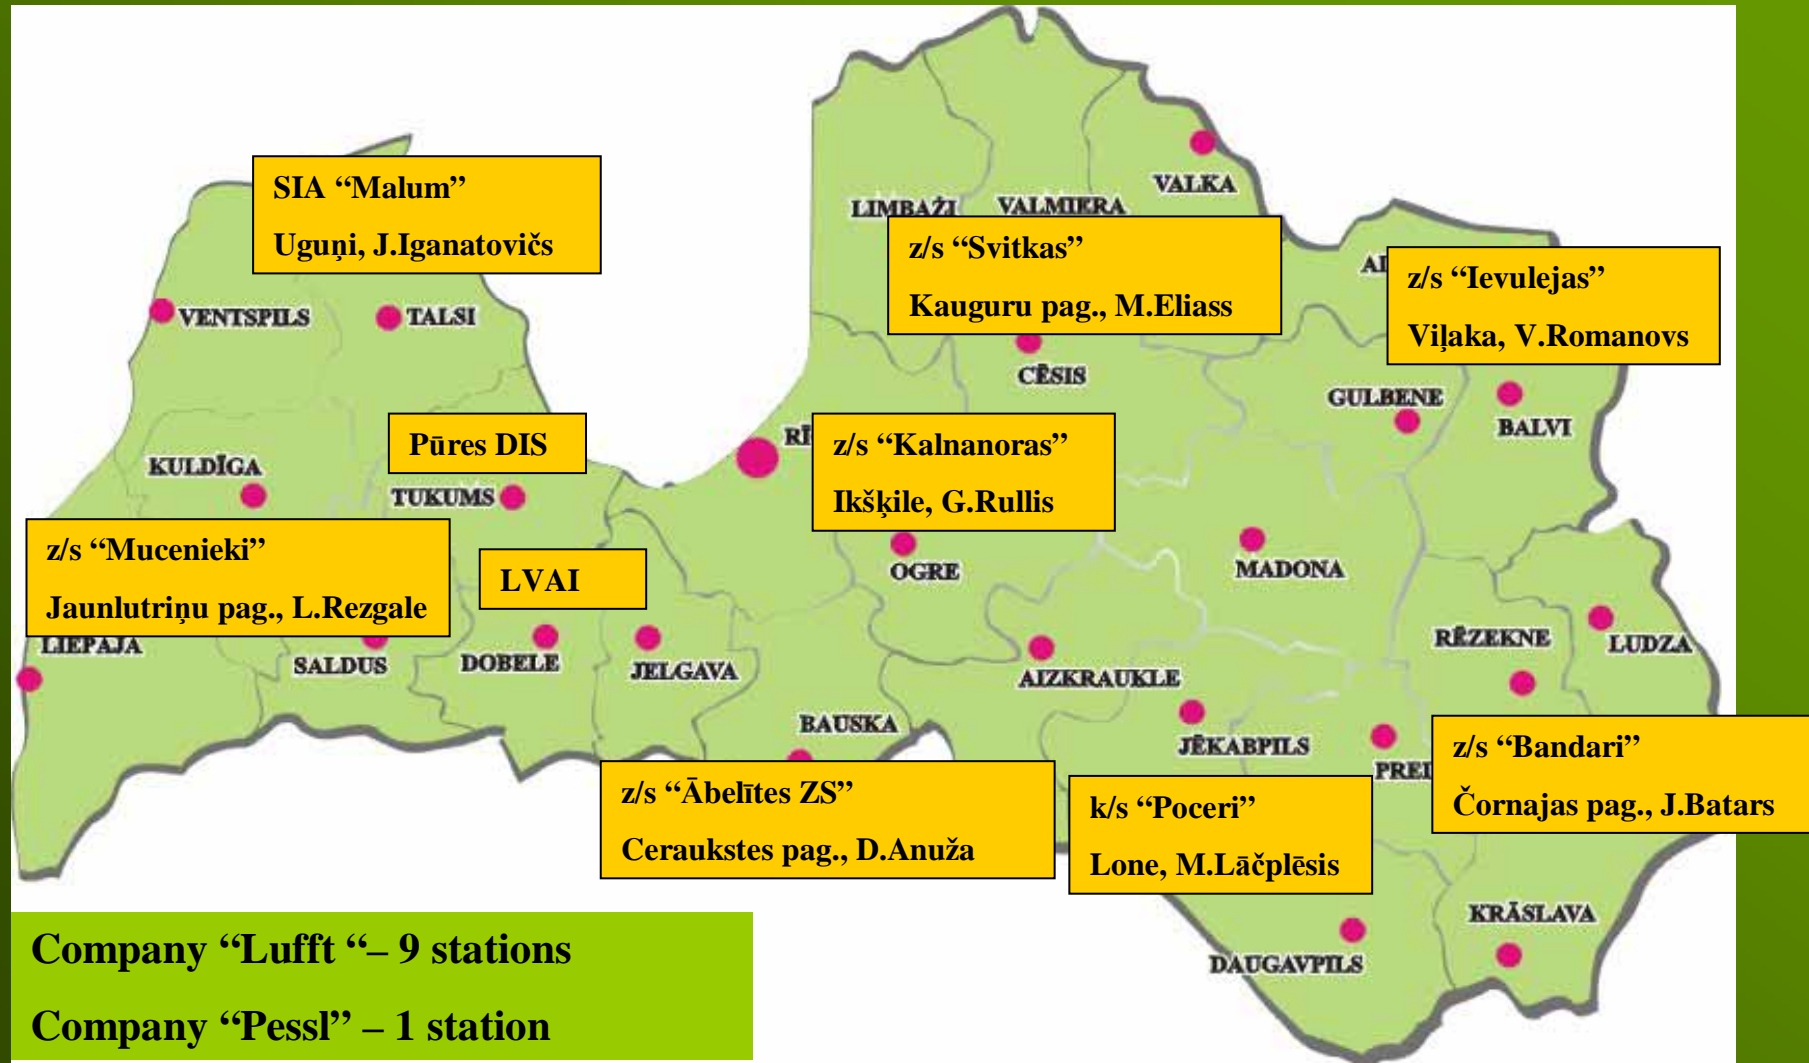 SIA “Malum”
Uguņi, J.Iganatovičs
VALKA
LIMBAŽI
VALMIERA
z/s “Svitkas”
Kauguru pag., M.Eliass
z/s “Ievulejas”
Viļaka, V.Romanovs
VENTSPILS
TALSI
CĒSIS
GULBENE
BALVI
Pūres DIS
z/s “Kalnanoras”
Ikšķile, G.Rullis
KULDĪGA
TUKUMS
z/s “Mucenieki”
Jaunlutriņu pag., L.Rezgale
LVAI
OGRE
MADONA
LIEPAJA
SALDUS
DOBELE
JELGAVA
RĒZEKNE
LUDZA
AIZKRAUKLE
BAUSKA
JĒKABPILS
z/s “Bandari”
Čornajas pag., J.Batars
z/s “Ābelītes ZS”
Ceraukstes pag., D.Anuža
k/s “Poceri”
Lone, M.Lāčplēsis
KRĀSLAVA
DAUGAVPILS
Company “Lufft “– 9 stations
Company “Pessl” – 1 station